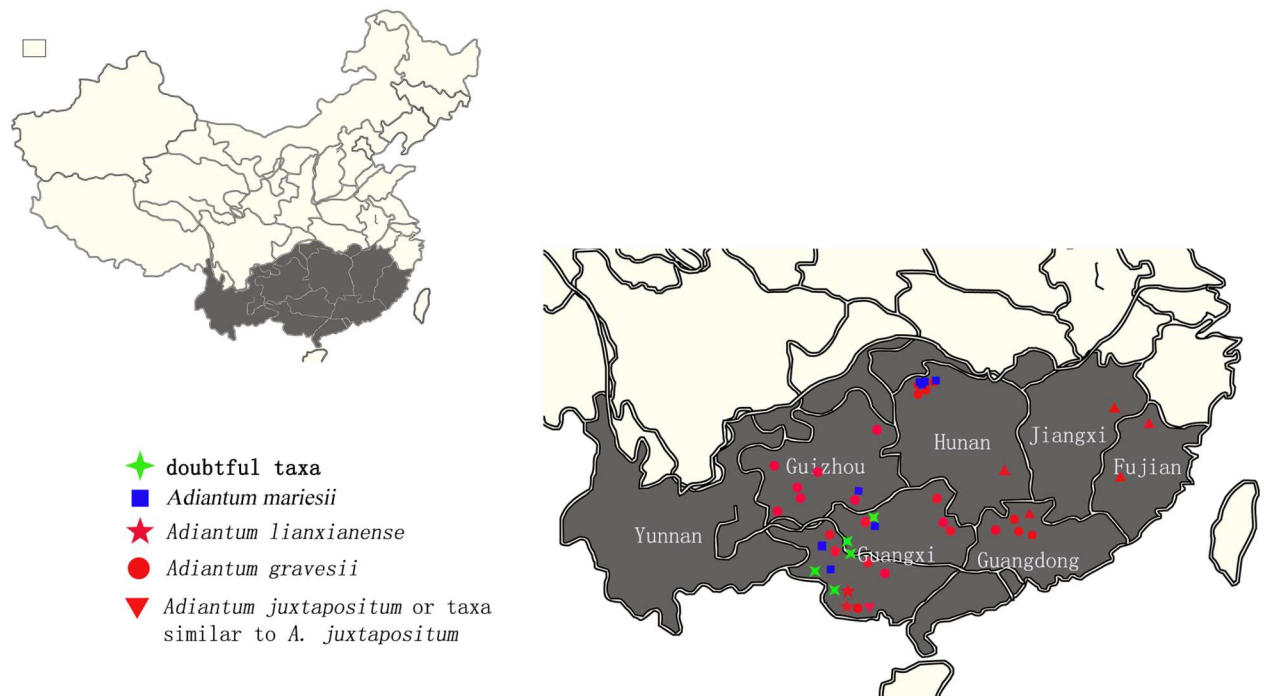 doubtful taxa
Adiantum mariesii
Adiantum lianxianense
Adiantum gravesii
Adiantum juxtapositum or taxa
similar to A. juxtapositum
Hunan
Jiangxi
Guizhou
Fujian
Yunnan
Guangxi
Guangdong